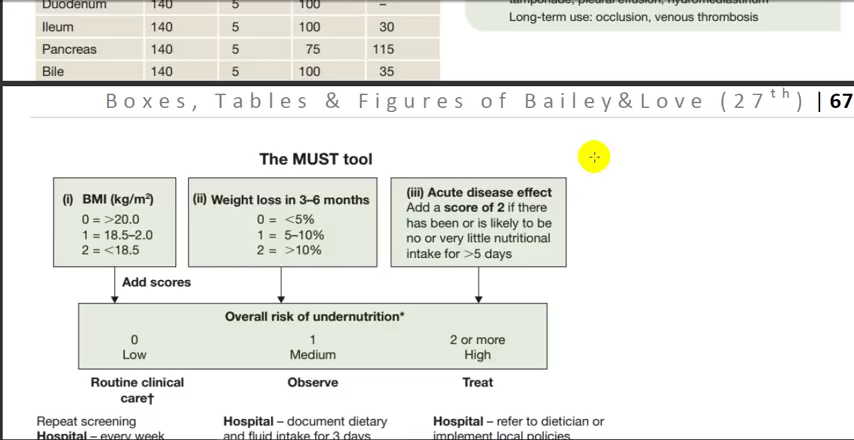 Duodenum 140 5 100 –
Ileum 140 5 100 30
Pancreas 140 5 75 115
Bile 140 5 100 35
tamponade, pleural effusion, hydromediastinum
Long-term use: occlusion, venous thrombosis
Boxes, Tables & Figures of Bailey&Love (27th) | 67
The MUST tool
(i) BMI (kg/m²)
0 = >20.0
1 = 18.5–2.0
2 = <18.5
(ii) Weight loss in 3–6 months
0 = <5%
1 = 5–10%
2 = >10%
(iii) Acute disease effect
Add a score of 2 if there
has been or is likely to be
no or very little nutritional
intake for >5 days
Add scores
Overall risk of undernutrition*
0 1 2 or more
Low Medium High
Routine clinical
care†
Observe
Treat
Repeat screening
Hospital – every week
Hospital – document dietary
and fluid intake for 3 days
Hospital – refer to dietician or
implement local policies